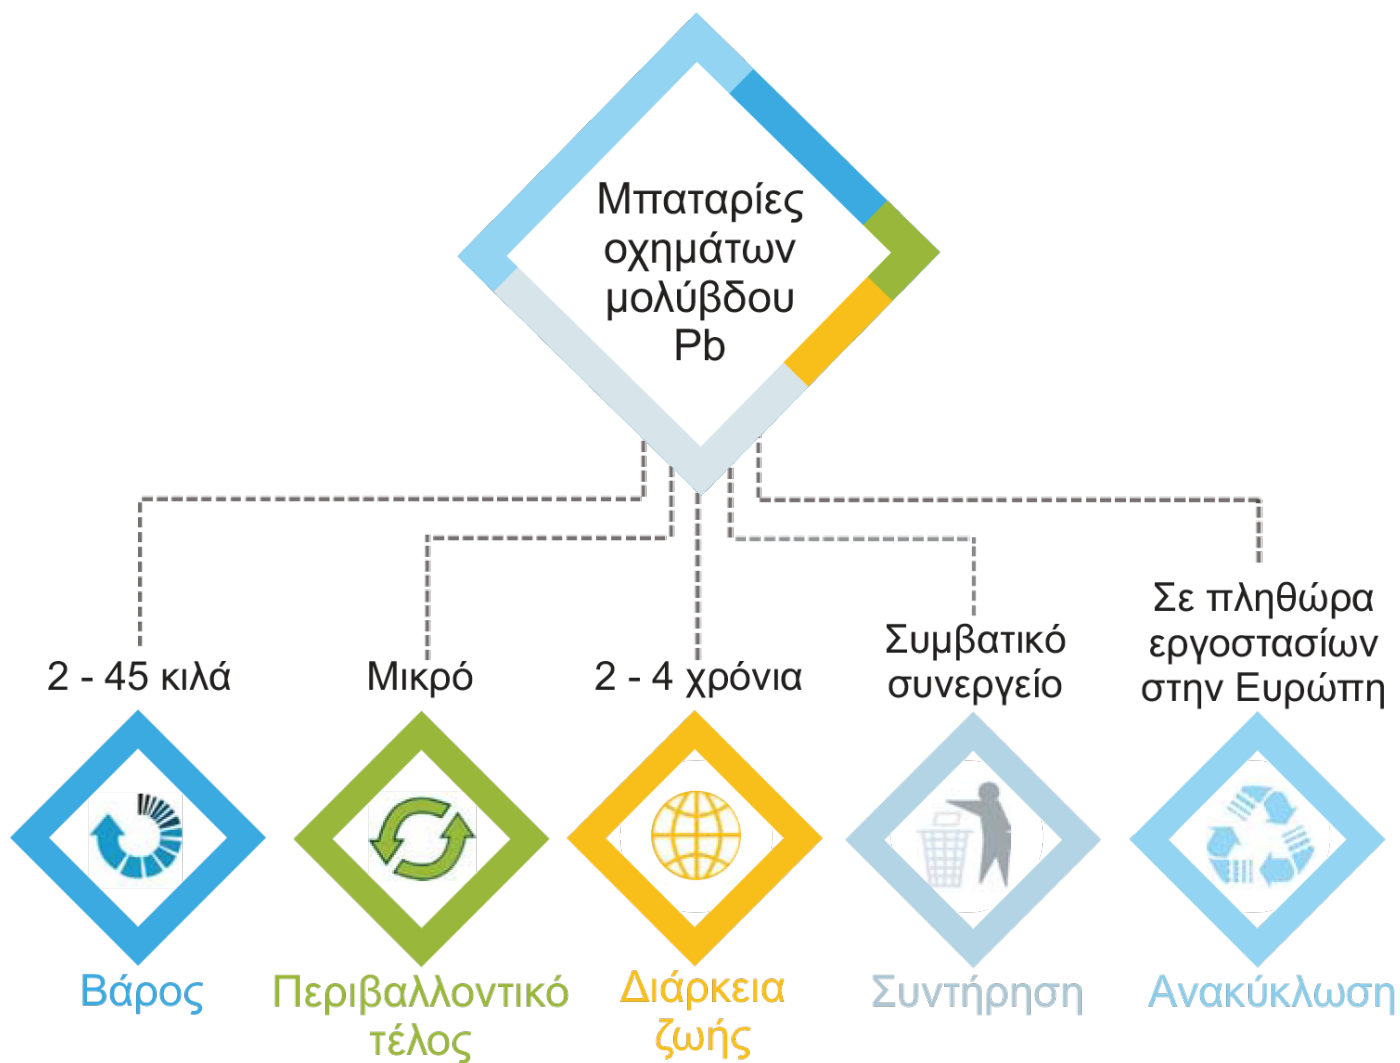 Μπαταρίες
οχημάτων
μολύβδου
Pb
2 - 45 κιλά
Μικρό
2 - 4 χρόνια
Συμβατικό
συνεργείο
Σε πληθώρα
εργοστασίων
στην Ευρώπη
Βάρος
Περιβαλλοντικό
τέλος
Διάρκεια
ζωής
Συντήρηση
Ανακύκλωση